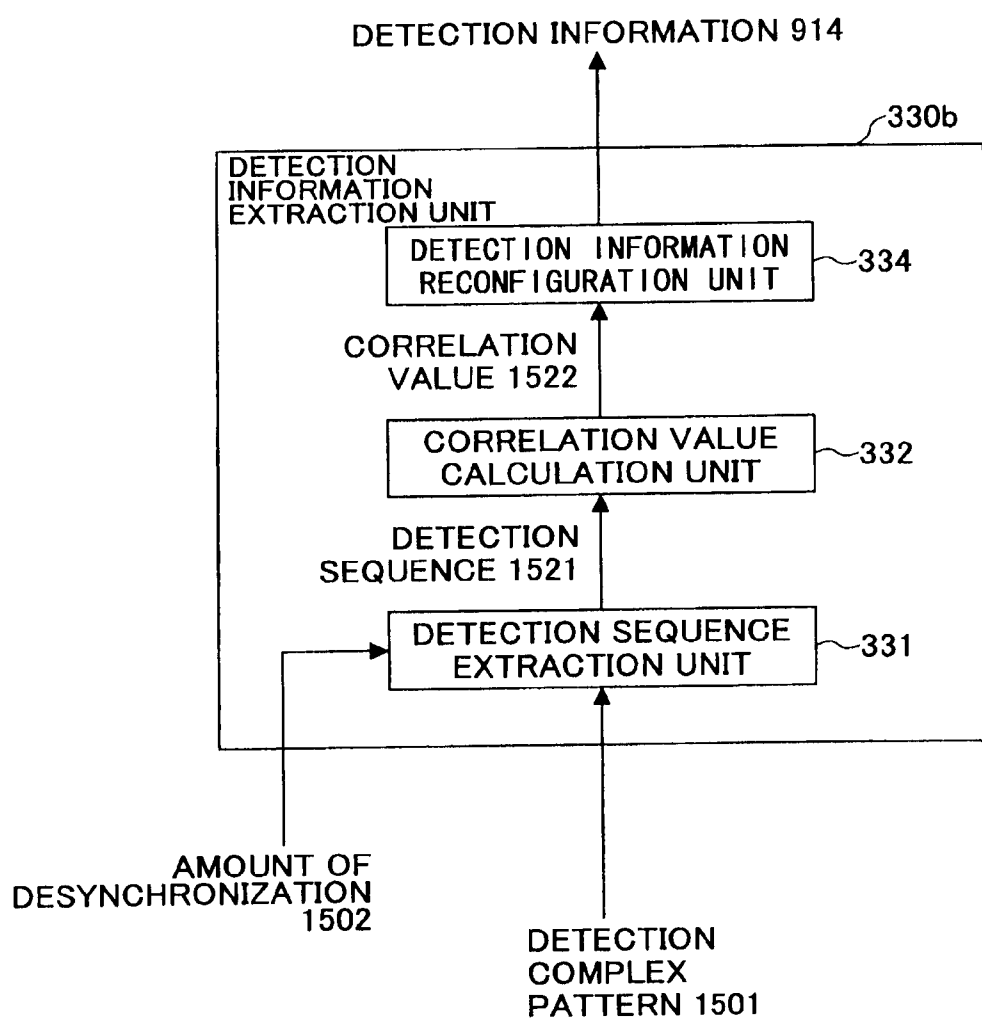 DETECTION INFORMATION 914
330b
DETECTION
INFORMATION
EXTRACTION UNIT
DETECTION INFORMATION
RECONFIGURATION UNIT
334
CORRELATION
VALUE 1522
CORRELATION VALUE
CALCULATION UNIT
332
DETECTION
SEQUENCE 1521
DETECTION SEQUENCE
EXTRACTION UNIT
331
AMOUNT OF
DESYNCHRONIZATION
1502
DETECTION
COMPLEX
PATTERN 1501